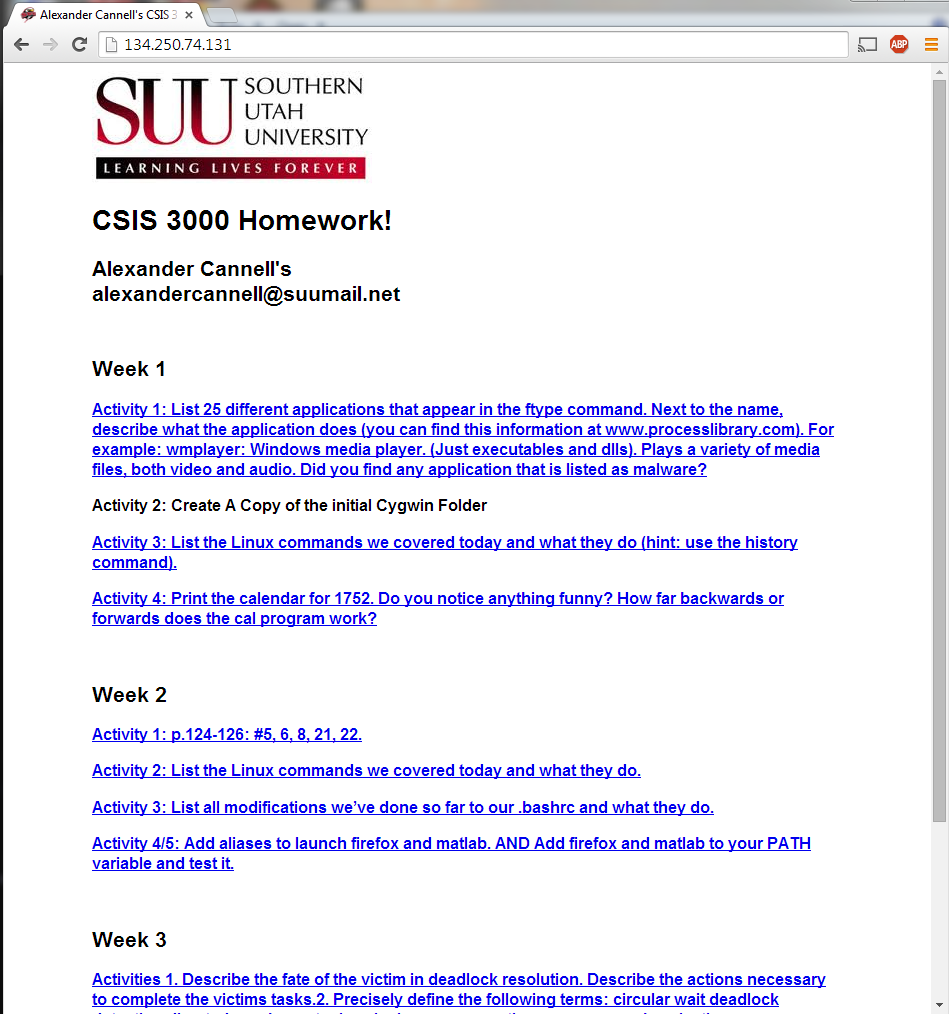 Alexander Cannell's CSIS 3
134.250.74.131
ABP
SUU SOUTHERN
UTAH
UNIVERSITY
LEARNING LIVES FOREVER
CSIS 3000 Homework!
Alexander Cannell's
alexandercannell@suumail.net
Week 1
Activity 1: List 25 different applications that appear in the ftype command. Next to the name,
describe what the application does (you can find this information at www.processlibrary.com). For
example: wmplayer: Windows media player. (Just executables and dlls). Plays a variety of media
files, both video and audio. Did you find any application that is listed as malware?
Activity 2: Create A Copy of the initial Cygwin Folder
Activity 3: List the Linux commands we covered today and what they do (hint: use the history
command).
Activity 4: Print the calendar for 1752. Do you notice anything funny? How far backwards or
forwards does the cal program work?
Week 2
Activity 1: p.124-126: #5, 6, 8, 21, 22.
Activity 2: List the Linux commands we covered today and what they do.
Activity 3: List all modifications we’ve done so far to our .bashrc and what they do.
Activity 4/5: Add aliases to launch firefox and matlab. AND Add firefox and matlab to your PATH
variable and test it.
Week 3
Activities 1. Describe the fate of the victim in deadlock resolution. Describe the actions necessary
to complete the victims tasks.2. Precisely define the following terms: circular wait deadlock